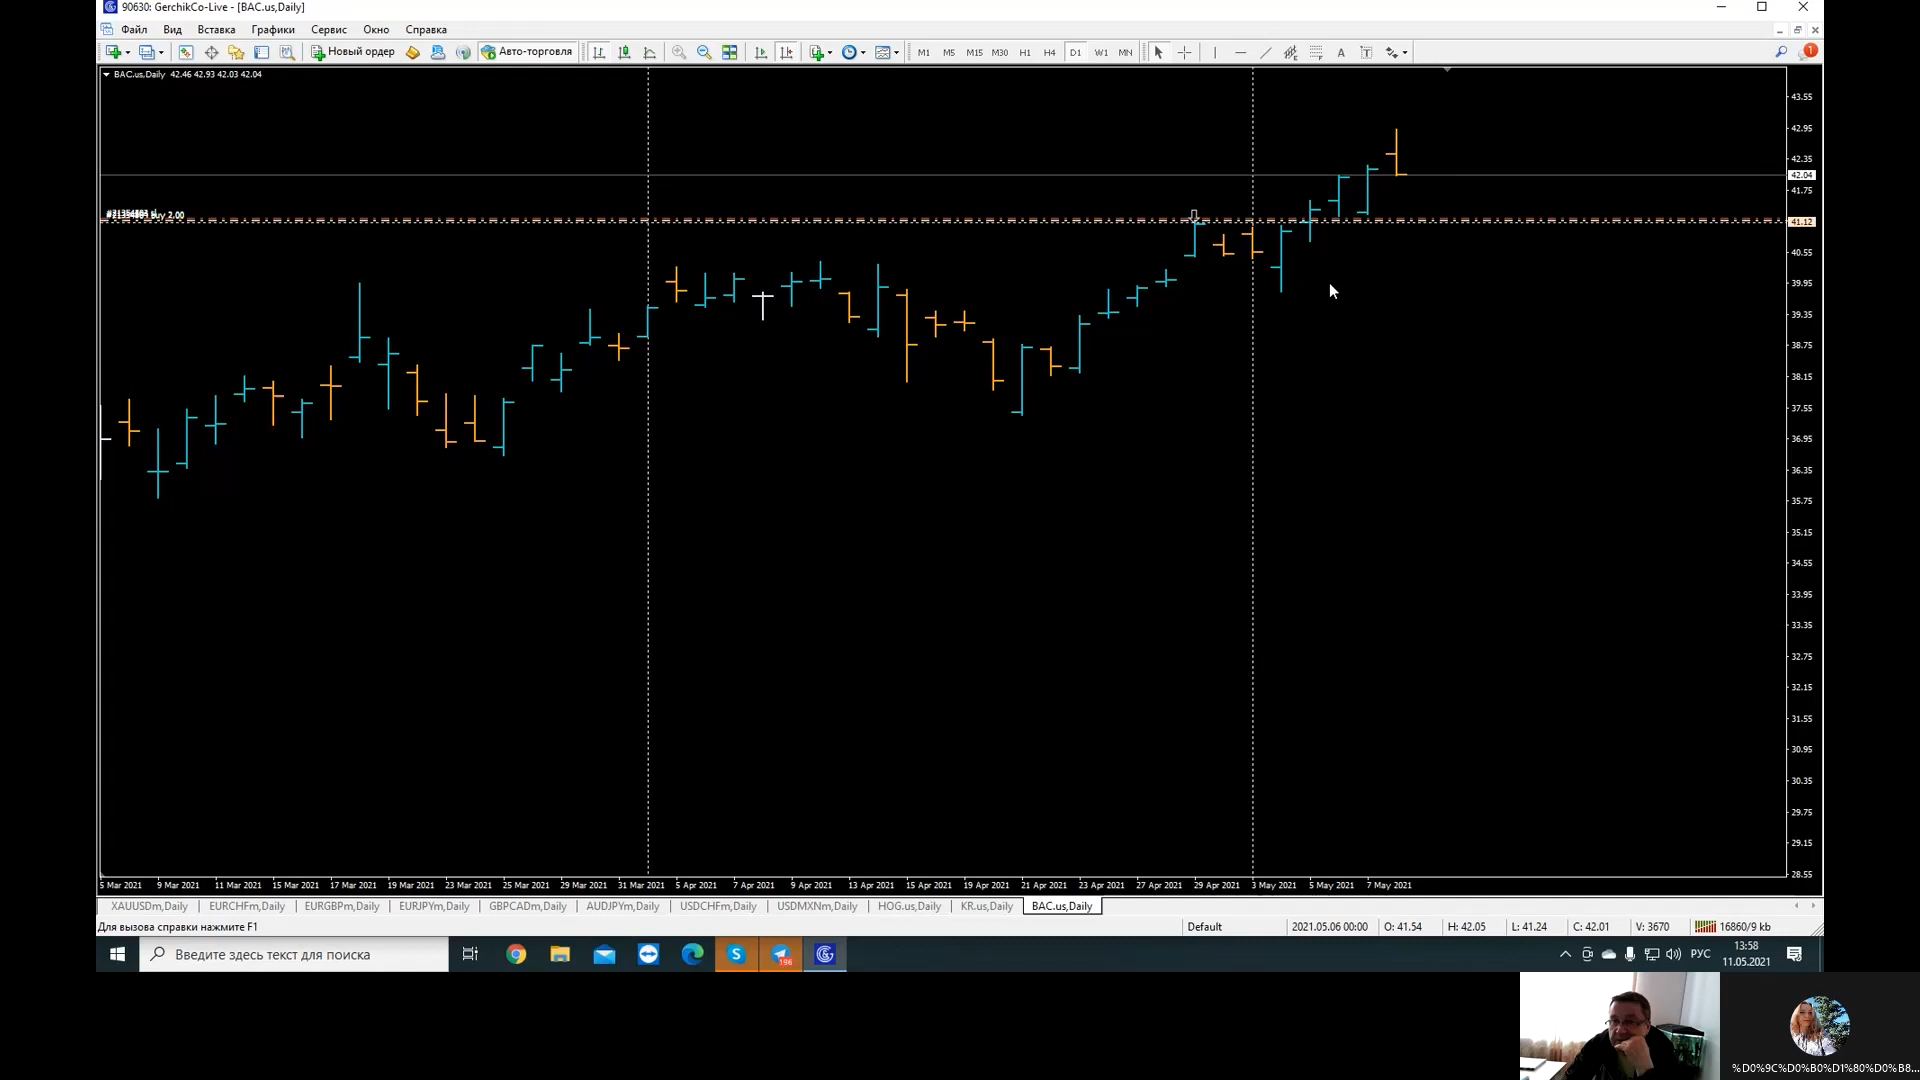 90630: GerchikCo-Live - [BAC.us,Daily]
Файл Вид Вставка Графики Сервис Окно Справка
Новый ордер Авто-торговля M1 M5 M15 M30 H1 H4 D1 W1 MN A T 1
BAC.us,Daily 42.46 42.93 42.03 42.04
43.55
42.95
42.35
42.04
41.75
buy 2.00
41.12
40.55
39.95
39.35
38.75
38.15
37.55
36.95
36.35
35.75
35.15
34.55
33.95
33.35
32.75
32.15
31.55
30.95
30.35
29.75
29.15
28.55
5 Mar 2021 9 Mar 2021 11 Mar 2021 15 Mar 2021 17 Mar 2021 19 Mar 2021 23 Mar 2021 25 Mar 2021 29 Mar 2021 31 Mar 2021 5 Apr 2021 7 Apr 2021 9 Apr 2021 13 Apr 2021 15 Apr 2021 19 Apr 2021 21 Apr 2021 23 Apr 2021 27 Apr 2021 29 Apr 2021 3 May 2021 5 May 2021 7 May 2021
XAUUSDm,Daily EURCHFm,Daily EURGBPm,Daily EURJPYm,Daily GBPCADm,Daily AUDJPYm,Daily USDCHFm,Daily USDMXNm,Daily HOG.us,Daily KR.us,Daily BAC.us,Daily
Для вызова справки нажмите F1 Default 2021.05.06 00:00 O: 41.54 H: 42.05 L: 41.24 C: 42.01 V: 3670 16860/9 kb
Введите здесь текст для поиска S 196 РУС 13:58
11.05.2021
%D0%9C%D0%B0%D1%80%D0%B8...